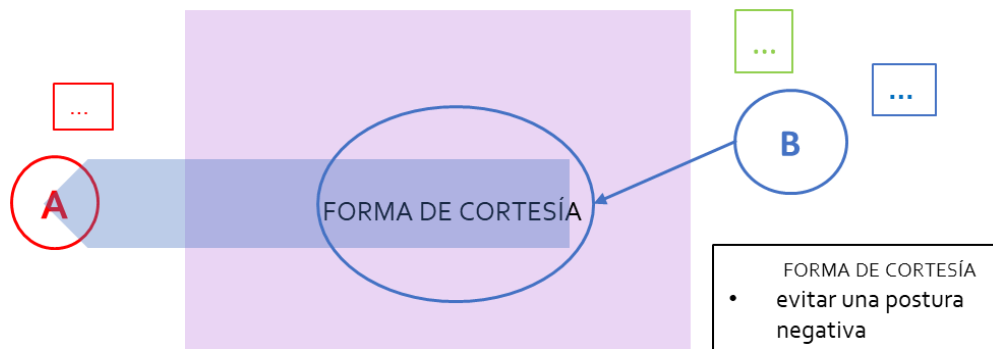 ...
...
...
B
A
FORMA DE CORTESÍA
FORMA DE CORTESÍA
• evitar una postura
negativa